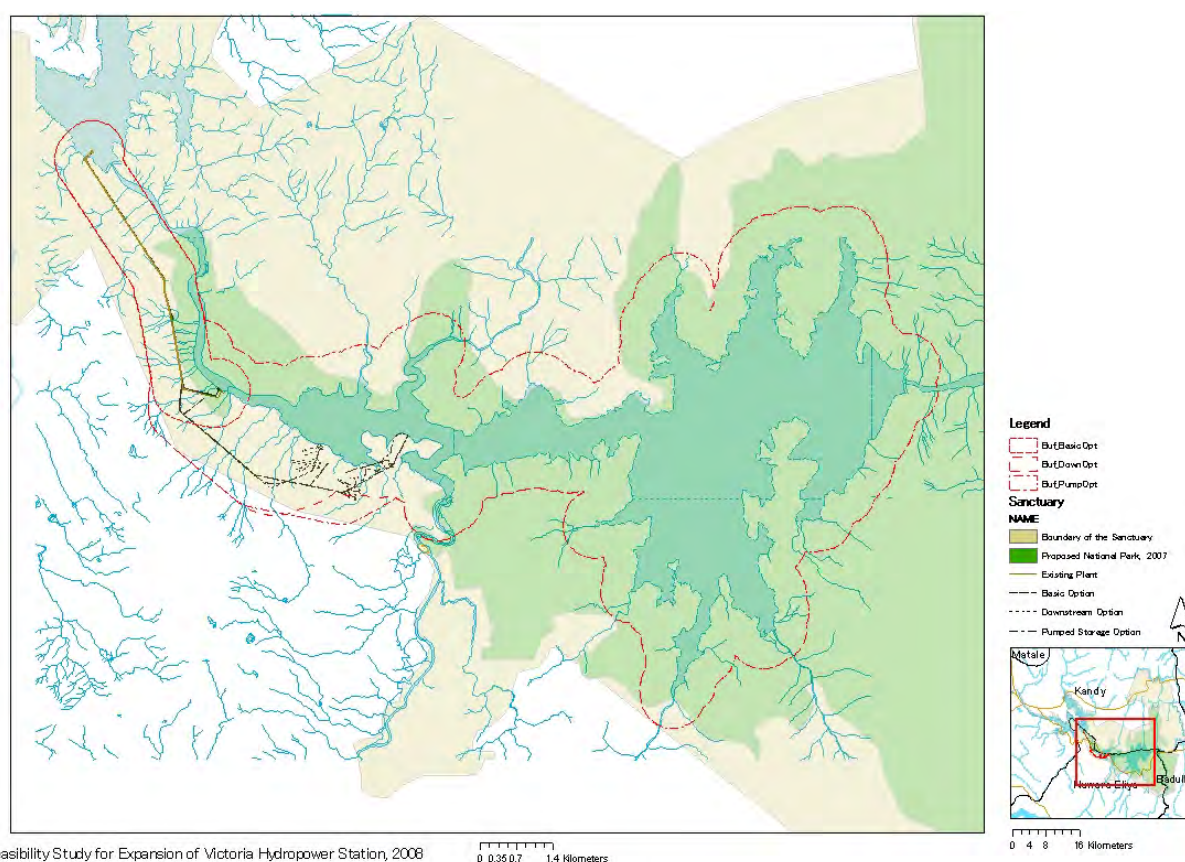 Legend
Buf_BasicOpt
Buf_DownOpt
Buf_PumpOpt
Sanctuary
NAME
Boundary of the Sanctuary
Proposed National Park, 2007
Existing Plant
Basic Option
Downstream Option
Pumped Storage Option
N
Matale
Kandy
Nuwara Eliya
Badull
0 4 8 16 Kilometers
easibility Study for Expansion of Victoria Hydropower Station, 2008
0 0.35 0.7 1.4 Kilometers